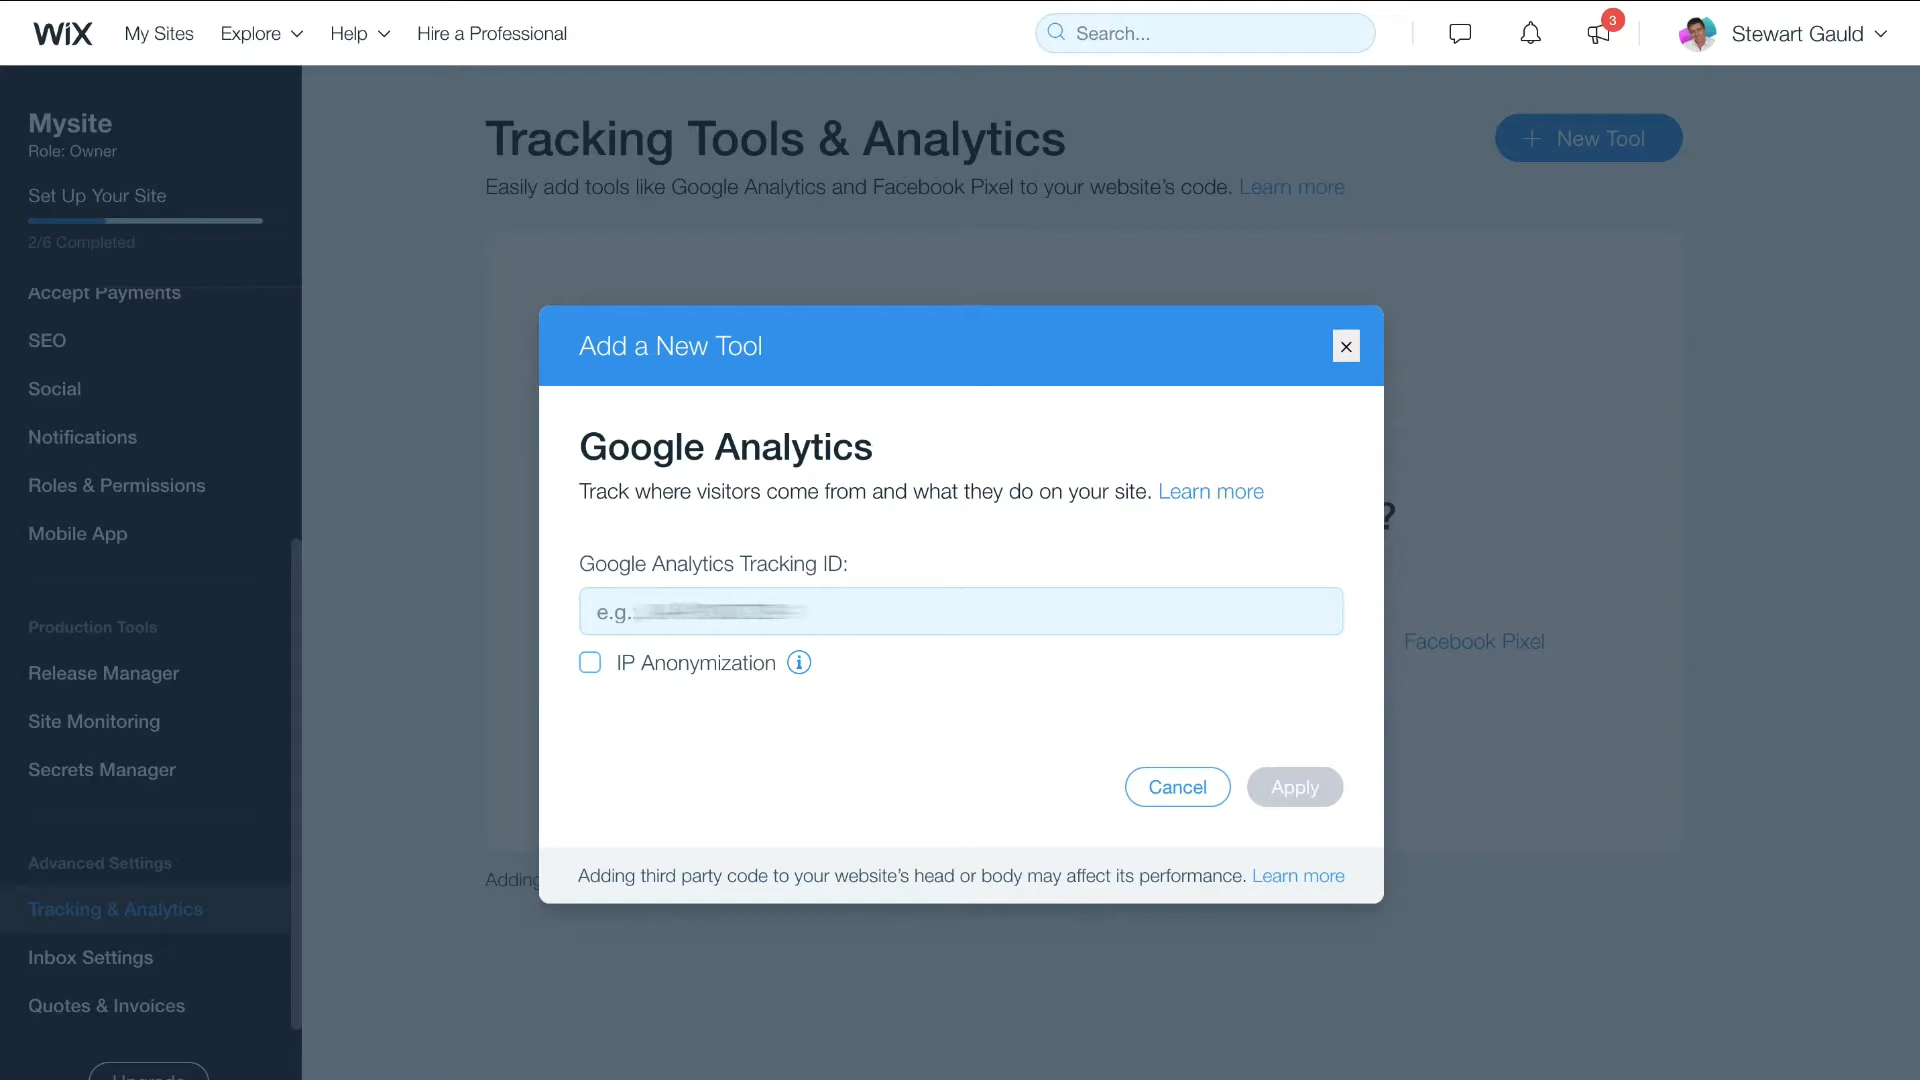 WiX My Sites Explore Help Hire a Professional Search... 3 Stewart Gauld
Mysite
Role: Owner
Set Up Your Site
2/6 Completed
Accept Payments
SEO
Social
Notifications
Roles & Permissions
Mobile App
Production Tools
Release Manager
Site Monitoring
Secrets Manager
Advanced Settings
Tracking & Analytics
Inbox Settings
Quotes & Invoices
Tracking Tools & Analytics
+ New Tool
Easily add tools like Google Analytics and Facebook Pixel to your website's code. Learn more
Add a New Tool
Google Analytics
Track where visitors come from and what they do on your site. Learn more
?
Google Analytics Tracking ID:
e.g.:
Facebook Pixel
IP Anonymization
Cancel Apply
Adding
Adding third party code to your website's head or body may affect its performance. Learn more